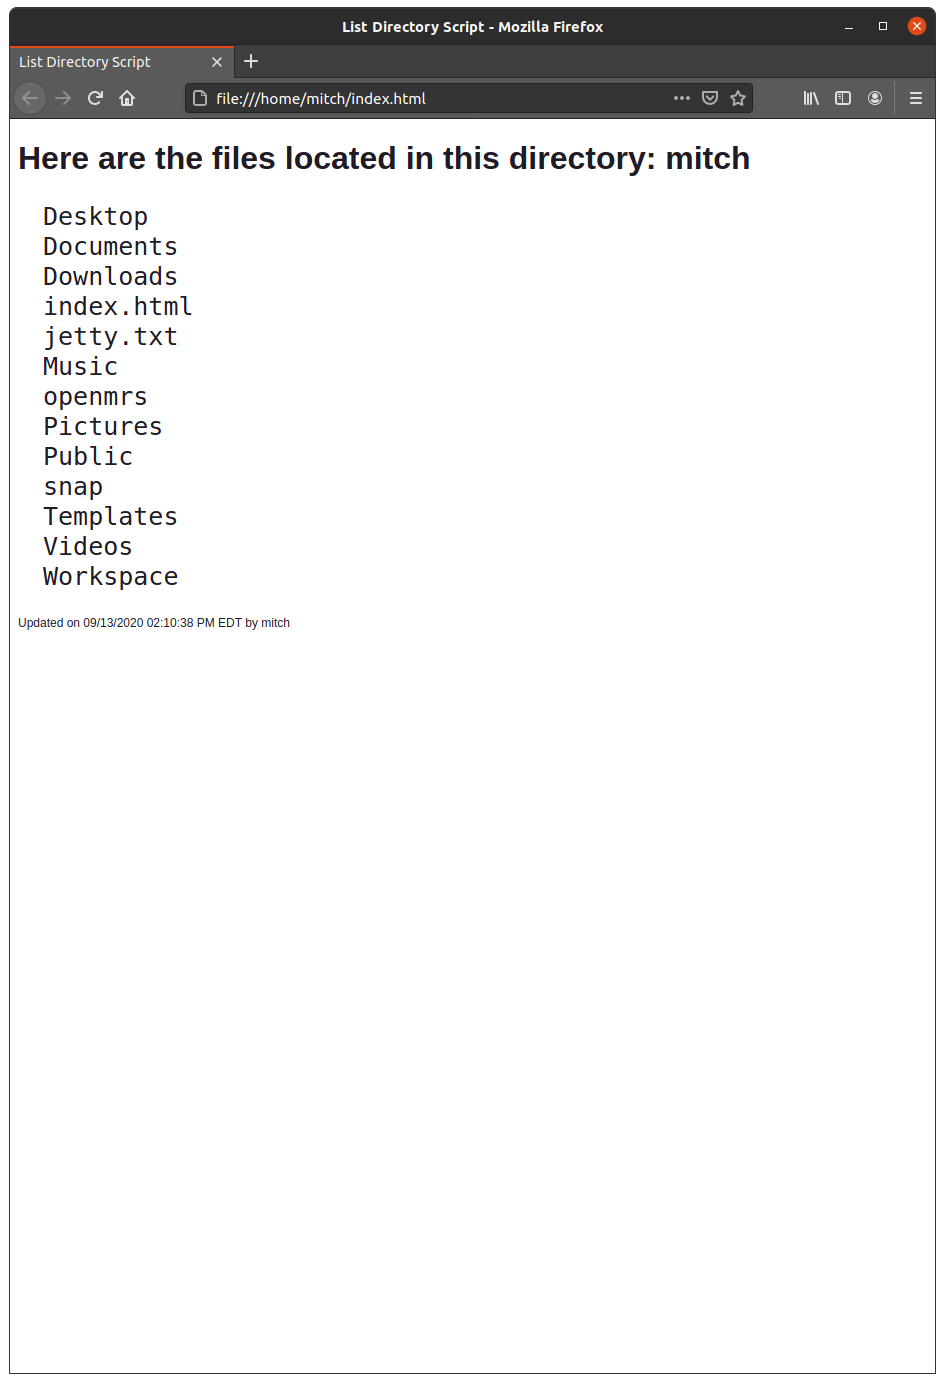 List Directory Script - Mozilla Firefox
List Directory Script
file:///home/mitch/index.html
Here are the files located in this directory: mitch
Desktop
Documents
Downloads
index.html
jetty.txt
Music
openmrs
Pictures
Public
snap
Templates
Videos
Workspace
Updated on 09/13/2020 02:10:38 PM EDT by mitch